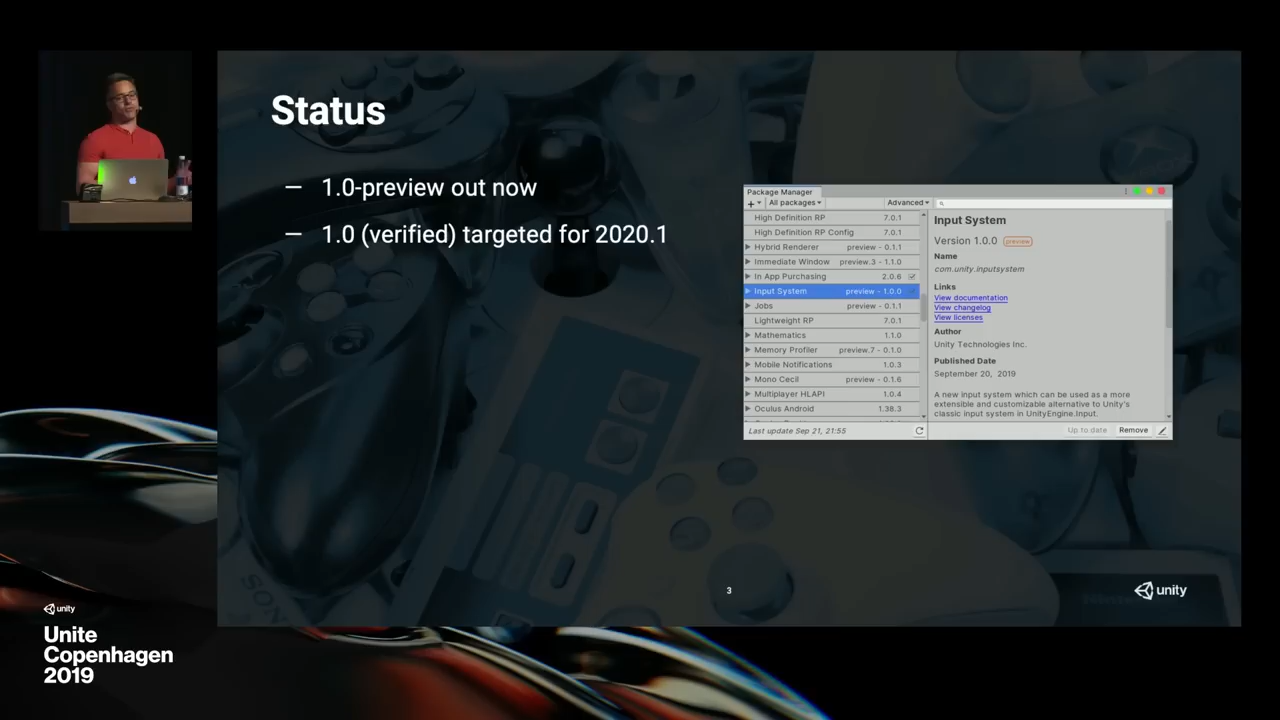 Status
— 1.0-preview out now
— 1.0 (verified) targeted for 2020.1
Package Manager
+ All packages Advanced
High Definition RP 7.0.1
High Definition RP Config 7.0.1
Hybrid Renderer preview - 0.1.1
Immediate Window preview.3 - 1.1.0
In App Purchasing 2.0.6
Input System preview - 1.0.0
Jobs preview - 0.1.1
Lightweight RP 7.0.1
Mathematics 1.1.0
Memory Profiler preview.7 - 0.1.0
Mobile Notifications 1.0.3
Mono Cecil preview - 0.1.6
Multiplayer HLAPI 1.0.4
Oculus Android 1.38.3
Last update Sep 21, 21:55
Input System
Version 1.0.0 preview
Name
com.unity.inputsystem
Links
View documentation
View changelog
View licenses
Author
Unity Technologies Inc.
Published Date
September 20, 2019
A new input system which can be used as a more
extensible and customizable alternative to Unity's
classic input system in UnityEngine.Input.
Up to date Remove
SONY
3
unity
unity
Unite
Copenhagen
2019